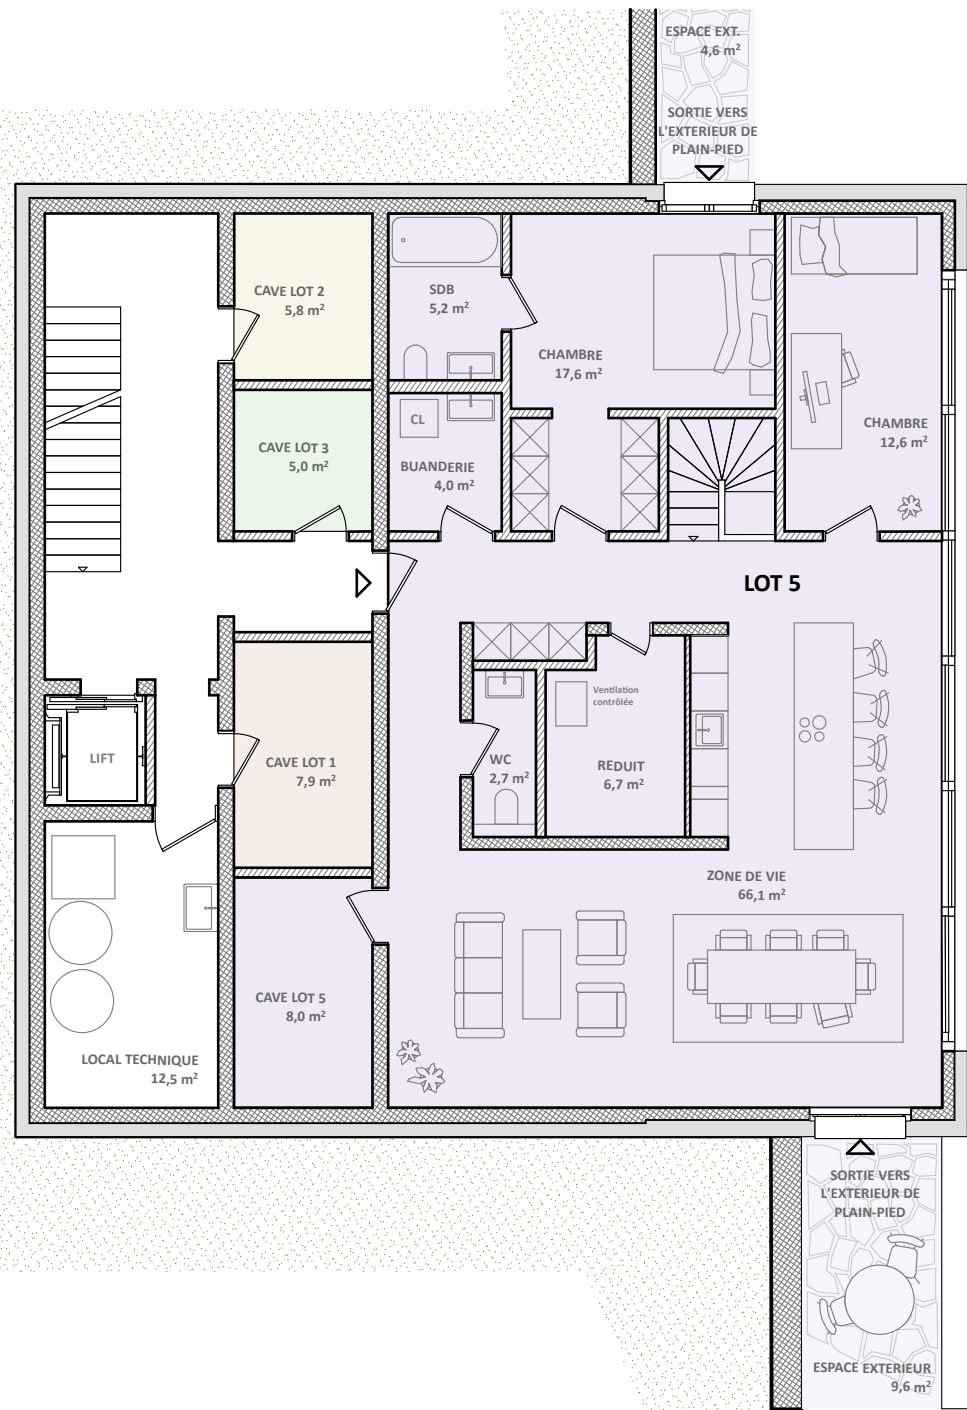 ESPACE EXT.
4,6 m²
SORTIE VERS
L'EXTERIEUR DE
PLAIN-PIED
CAVE LOT 2
5,8 m²
SDB
5,2 m²
CHAMBRE
17,6 m²
CHAMBRE
12,6 m²
CL
CAVE LOT 3
5,0 m²
BUANDERIE
4,0 m²
LOT 5
Ventilation
contrôlée
LIFT
CAVE LOT 1
7,9 m²
WC
2,7 m²
REDUIT
6,7 m²
ZONE DE VIE
66,1 m²
CAVE LOT 5
8,0 m²
LOCAL TECHNIQUE
12,5 m²
SORTIE VERS
L'EXTERIEUR DE
PLAIN-PIED
ESPACE EXTERIEUR
9,6 m²